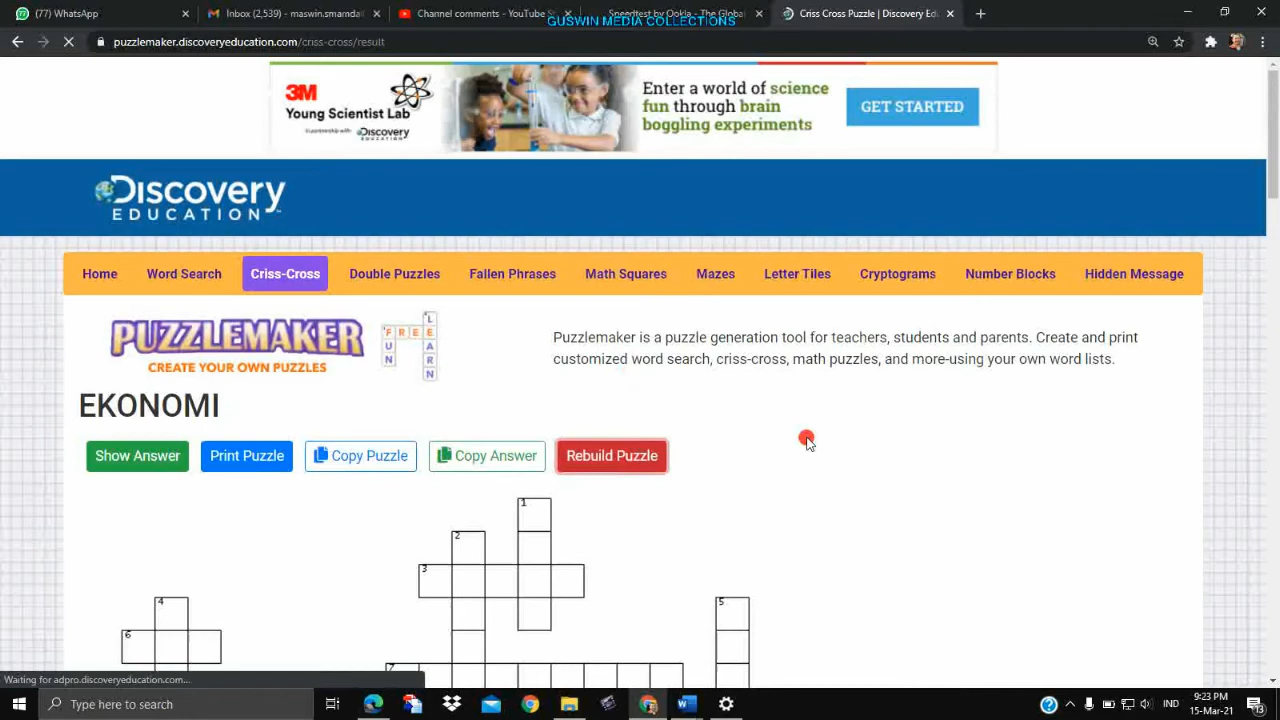 (77) WhatsApp
Inbox (2,539) - maswin.smamda
Channel comments - YouTube S
Speedtest by Ookla - The Global
Criss Cross Puzzle | Discovery Ed
GUSWIN MEDIA COLLECTIONS
puzzlemaker.discoveryeducation.com/criss-cross/result
3M
Young Scientist Lab
In partnership with Discovery
EDUCATION
Enter a world of science
fun through brain
boggling experiments
GET STARTED
Discovery
EDUCATION
Home
Word Search
Criss-Cross
Double Puzzles
Fallen Phrases
Math Squares
Mazes
Letter Tiles
Cryptograms
Number Blocks
Hidden Message
PUZZLEMAKER
CREATE YOUR OWN PUZZLES
FREE
FUN
LEARN
Puzzlemaker is a puzzle generation tool for teachers, students and parents. Create and print
customized word search, criss-cross, math puzzles, and more-using your own word lists.
EKONOMI
Show Answer
Print Puzzle
Copy Puzzle
Copy Answer
Rebuild Puzzle
1
2
3
4
5
6
7
Waiting for adpro.discoveryeducation.com...
Type here to search
IND
9:23 PM
15-Mar-21
13